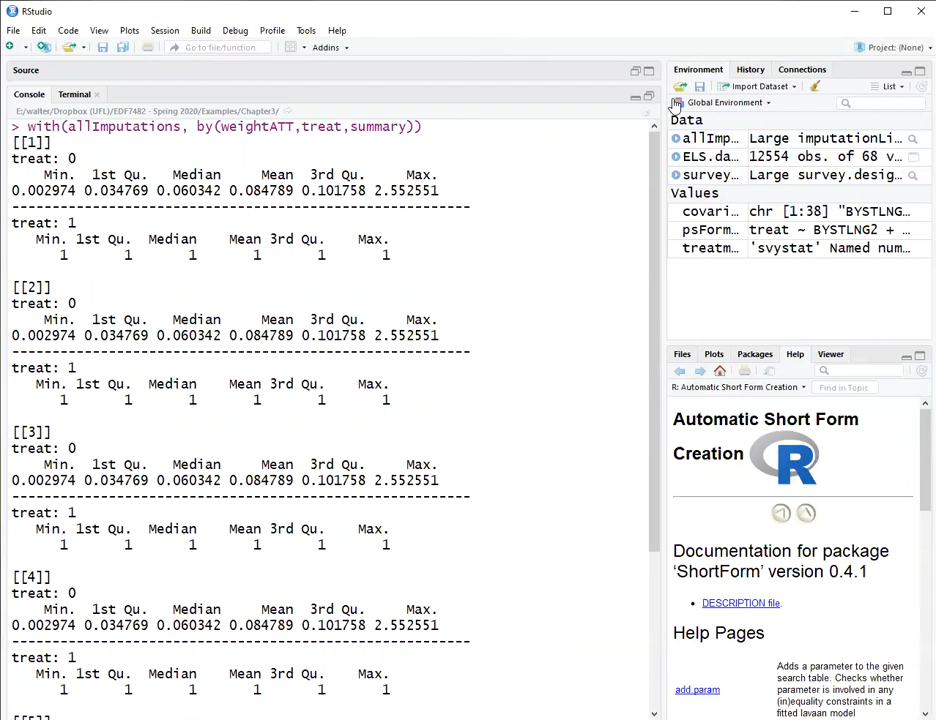 RStudio
File Edit Code View Plots Session Build Debug Profile Tools Help
Go to file/function Addins Project: (None)
Source
Console Terminal
E:/walter/Dropbox (UFL)/EDF7482 - Spring 2020/Examples/Chapter3/
> with(allImputations, by(weightATT,treat,summary))
[[1]]
treat: 0
Min. 1st Qu. Median Mean 3rd Qu. Max.
0.002974 0.034769 0.060342 0.084789 0.101758 2.552551
------------------------------------------------------------
treat: 1
Min. 1st Qu. Median Mean 3rd Qu. Max.
1 1 1 1 1 1
[[2]]
treat: 0
Min. 1st Qu. Median Mean 3rd Qu. Max.
0.002974 0.034769 0.060342 0.084789 0.101758 2.552551
------------------------------------------------------------
treat: 1
Min. 1st Qu. Median Mean 3rd Qu. Max.
1 1 1 1 1 1
[[3]]
treat: 0
Min. 1st Qu. Median Mean 3rd Qu. Max.
0.002974 0.034769 0.060342 0.084789 0.101758 2.552551
------------------------------------------------------------
treat: 1
Min. 1st Qu. Median Mean 3rd Qu. Max.
1 1 1 1 1 1
[[4]]
treat: 0
Min. 1st Qu. Median Mean 3rd Qu. Max.
0.002974 0.034769 0.060342 0.084789 0.101758 2.552551
------------------------------------------------------------
treat: 1
Min. 1st Qu. Median Mean 3rd Qu. Max.
1 1 1 1 1 1
Environment History Connections
Import Dataset List
Global Environment
Data
allImp… Large imputationLi…
ELS.da… 12554 obs. of 68 v…
survey… Large survey.desig…
Values
covari… chr [1:38] "BYSTLNG…
psForm… treat ~ BYSTLNG2 + …
treatm… 'svystat' Named num…
Files Plots Packages Help Viewer
R: Automatic Short Form Creation Find in Topic
Automatic Short Form
Creation R
Documentation for package
‘ShortForm’ version 0.4.1
• DESCRIPTION file.
Help Pages
add.param Adds a parameter to the given
search table. Checks whether
parameter is involved in any
(in)equality constraints in a
fitted lavaan model